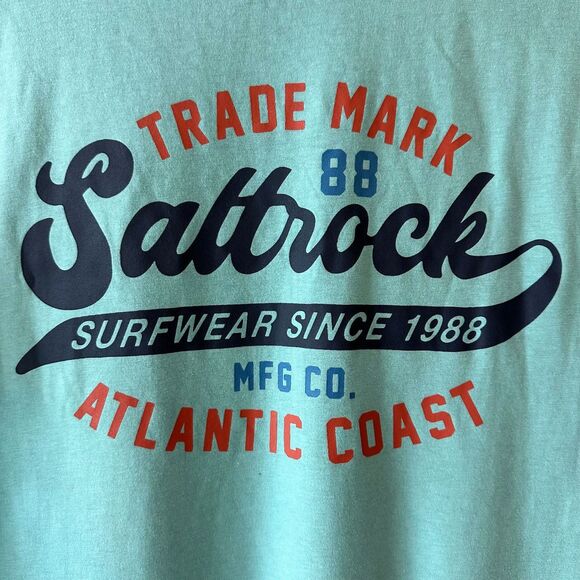 TRADE MARK
88
Saltrock
SURFWEAR SINCE 1988
MFG CO.
ATLANTIC COAST